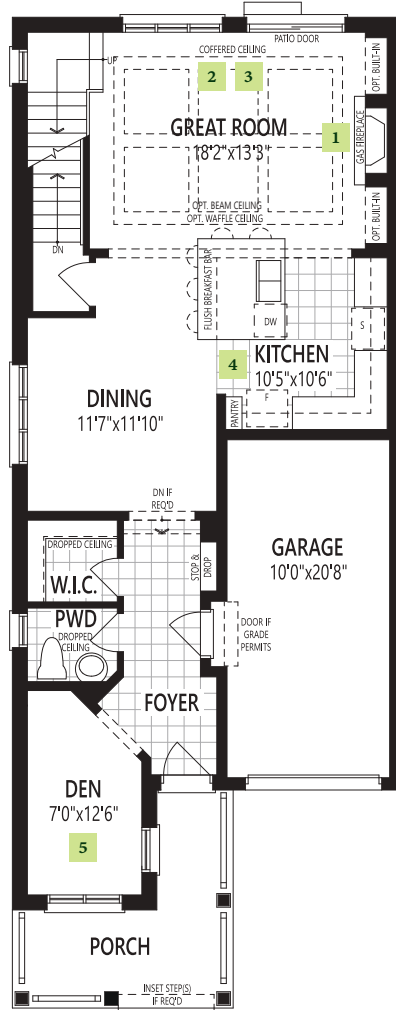 PATIO DOOR
COFFERED CEILING
UP
2
3
OPT. BUILT-IN
GREAT ROOM
18'2"x13'3"
1
GAS FIREPLACE
OPT. BEAM CEILING
OPT. WAFFLE CEILING
OPT. BUILT-IN
DN
FLUSH BREAKFAST BAR
DW
S
4
KITCHEN
10'5"x10'6"
F
PANTRY
DINING
11'7"x11'10"
DN IF
REQ'D
DROPPED CEILING
W.I.C.
STOP &
DROP
GARAGE
10'0"x20'8"
PWD
DROPPED
CEILING
DOOR IF
GRADE
PERMITS
FOYER
DEN
7'0"x12'6"
5
PORCH
INSET STEP(S)
IF REQ'D